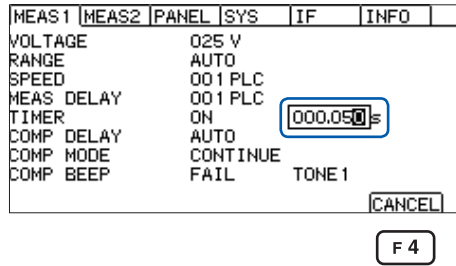 MEAS1 MEAS2 PANEL SYS IF INFO
VOLTAGE 025 V
RANGE AUTO
SPEED 001 PLC
MEAS DELAY 001 PLC
TIMER ON 000.050 s
COMP DELAY AUTO
COMP MODE CONTINUE
COMP BEEP FAIL TONE1
CANCEL
F4